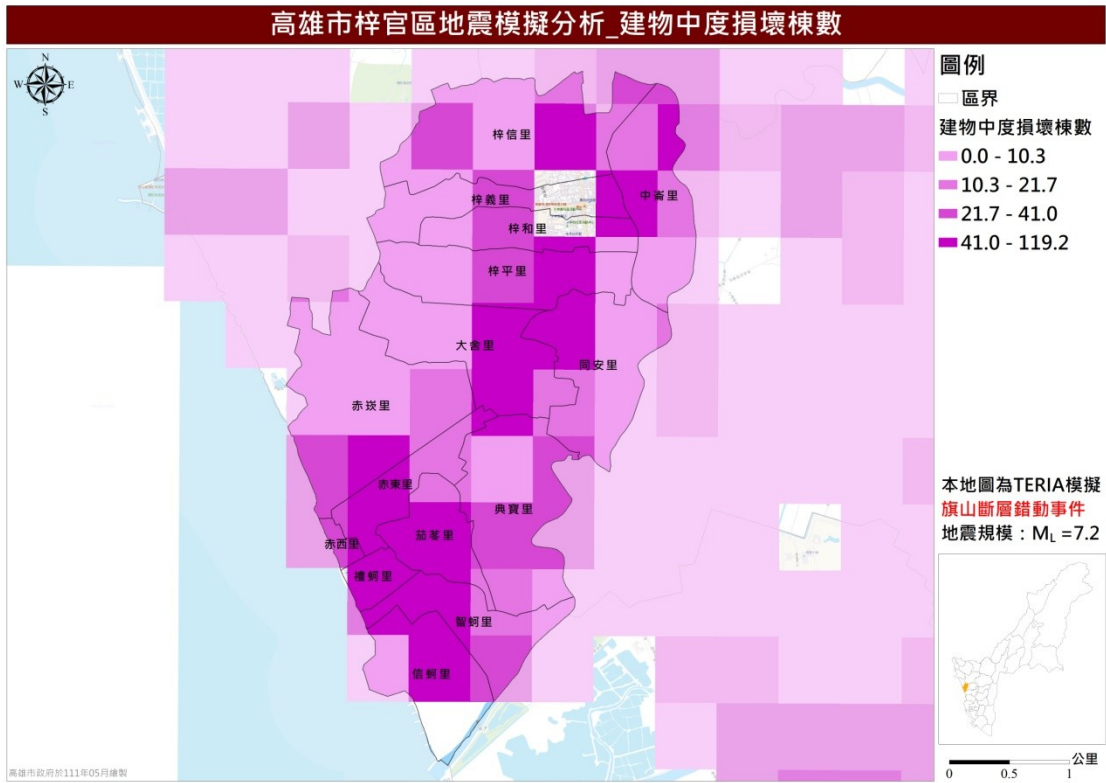 高雄市梓官區地震模擬分析_建物中度損壞棟數
N
W
E
S
圖例
區界
建物中度損壞棟數
0.0 - 10.3
10.3 - 21.7
21.7 - 41.0
41.0 - 119.2
梓信里
中崙里
梓義里
梓和里
梓平里
大舍里
同安里
赤崁里
赤東里
典寶里
茄苳里
赤西里
禮蚵里
智蚵里
信蚵里
本地圖為TERIA模擬
旗山斷層錯動事件
地震規模：ML =7.2
公里
0 0.5 1
高雄市政府於111年05月繪製